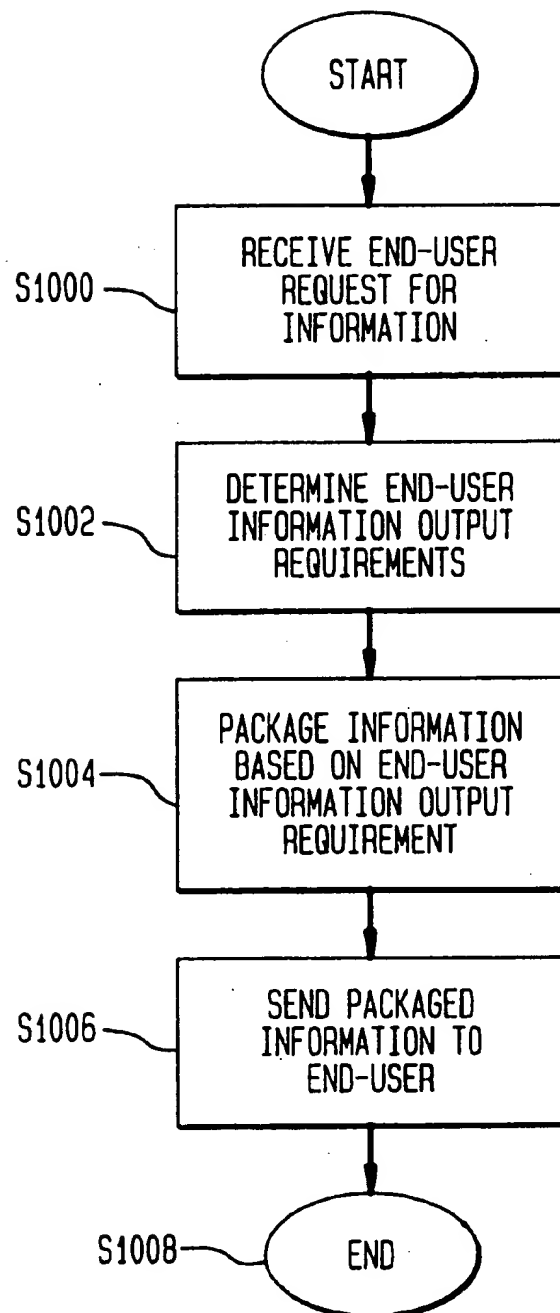 START
RECEIVE END-USER
REQUEST FOR
INFORMATION
S1000
DETERMINE END-USER
INFORMATION OUTPUT
REQUIREMENTS
S1002
PACKAGE INFORMATION
BASED ON END-USER
INFORMATION OUTPUT
REQUIREMENT
S1004
SEND PACKAGED
INFORMATION TO
END-USER
S1006
END
S1008